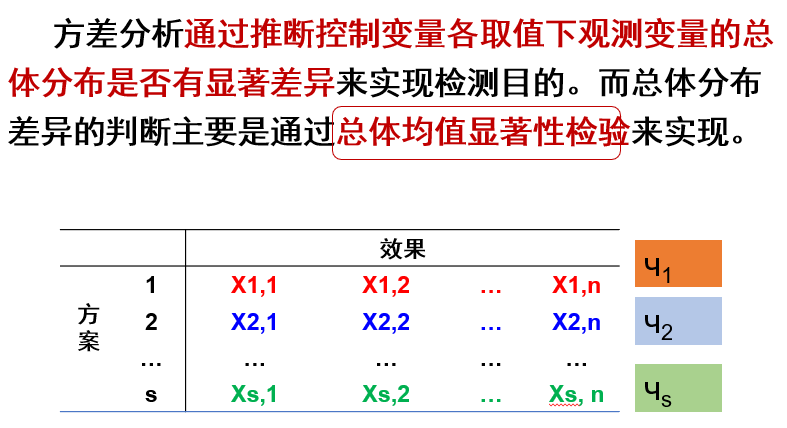 方差分析通过推断控制变量各取值下观测变量的总
体分布是否有显著差异来实现检测目的。而总体分布
差异的判断主要是通过总体均值显著性检验来实现。
效果
方案 1 X1,1 X1,2 … X1,n ч1
2 X2,1 X2,2 … X2,n ч2
… … … … …
s Xs,1 Xs,2 … Xs, n чs